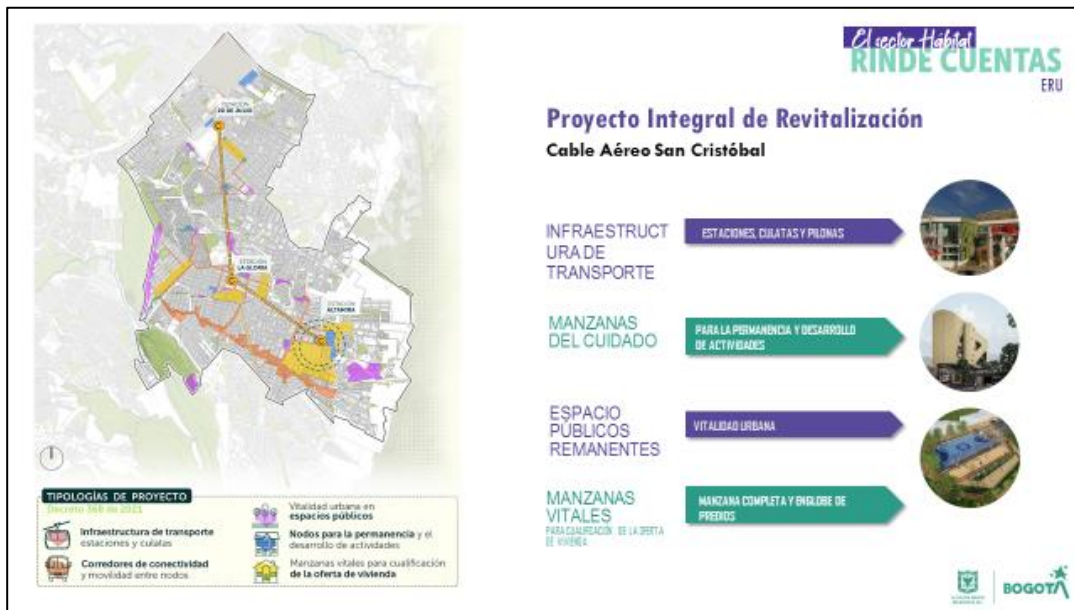 El sector Hábitat
RINDE CUENTAS
ERU
Proyecto Integral de Revitalización
Cable Aéreo San Cristóbal
ESTACIÓN
20 DE JULIO
ESTACIÓN
LA GLORIA
ESTACIÓN
ALTAMIRA
INFRAESTRUCT
URA DE
TRANSPORTE
ESTACIONES, CULATAS Y PILONAS
MANZANAS
DEL CUIDADO
PARA LA PERMANENCIA Y DESARROLLO
DE ACTIVIDADES
ESPACIO
PÚBLICOS
REMANENTES
VITALIDAD URBANA
MANZANAS
VITALES
PARA CUALIFICACIÓN DE LA OFERTA
DE VIVIENDA
MANZANA COMPLETA Y ENGLOBE DE
PREDIOS
TIPOLOGÍAS DE PROYECTO
Decreto 368 de 2021
Infraestructura de transporte
estaciones y culatas
Corredores de conectividad
y movilidad entre nodos
Vitalidad urbana en
espacios públicos
Nodos para la permanencia y el
desarrollo de actividades
Manzanas vitales para cualificación
de la oferta de vivienda
BOGOTÁ